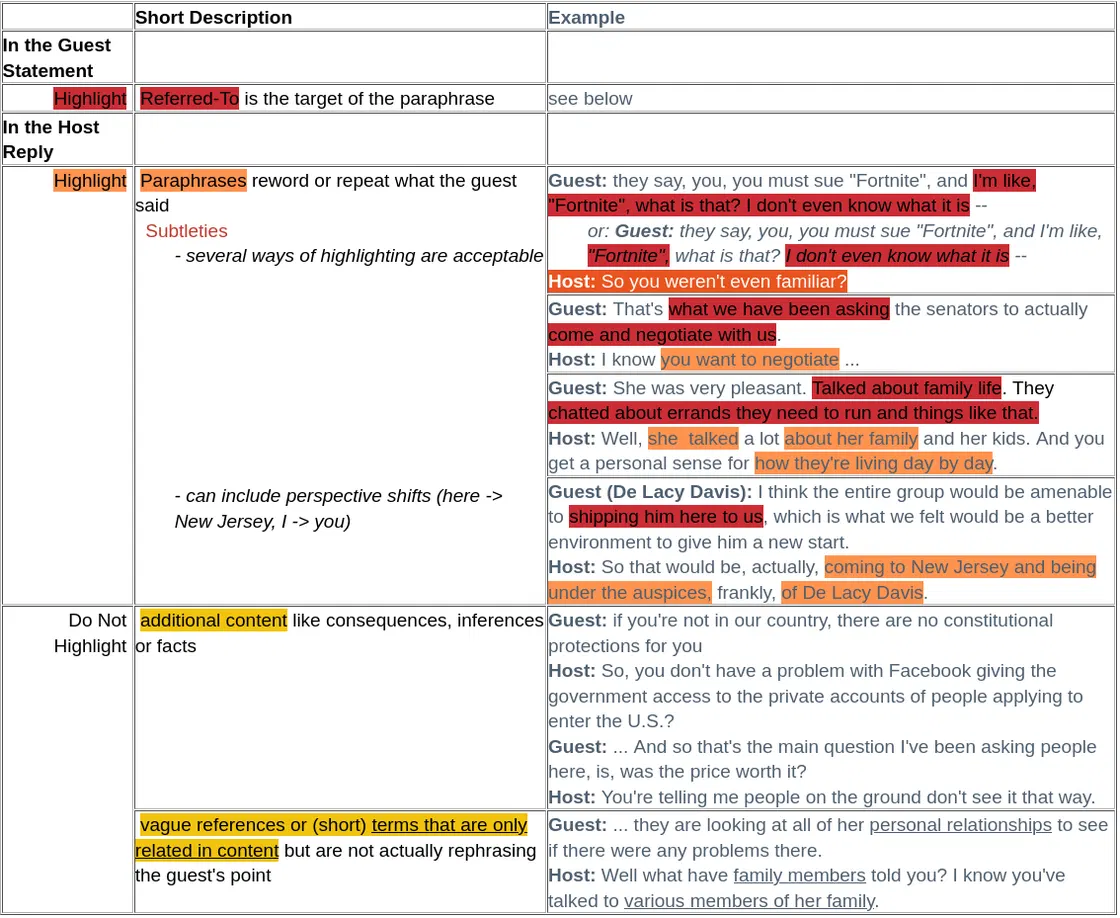 Short Description
Example
In the Guest
Statement
Highlight
Referred-To is the target of the paraphrase
see below
In the Host
Reply
Highlight
Paraphrases reword or repeat what the guest
said
Subtleties
- several ways of highlighting are acceptable
- can include perspective shifts (here ->
New Jersey, I -> you)
Guest: they say, you, you must sue "Fortnite", and I'm like,
"Fortnite", what is that? I don't even know what it is --
or: Guest: they say, you, you must sue "Fortnite", and I'm like,
"Fortnite", what is that? I don't even know what it is --
Host: So you weren't even familiar?
Guest: That's what we have been asking the senators to actually
come and negotiate with us.
Host: I know you want to negotiate ...
Guest: She was very pleasant. Talked about family life. They
chatted about errands they need to run and things like that.
Host: Well, she  talked a lot about her family and her kids. And you
get a personal sense for how they're living day by day.
Guest (De Lacy Davis): I think the entire group would be amenable
to shipping him here to us, which is what we felt would be a better
environment to give him a new start.
Host: So that would be, actually, coming to New Jersey and being
under the auspices, frankly, of De Lacy Davis.
Do Not
Highlight
additional content like consequences, inferences
or facts
Guest: if you're not in our country, there are no constitutional
protections for you
Host: So, you don't have a problem with Facebook giving the
government access to the private accounts of people applying to
enter the U.S.?
Guest: ... And so that's the main question I've been asking people
here, is, was the price worth it?
Host: You're telling me people on the ground don't see it that way.
vague references or (short) terms that are only
related in content but are not actually rephrasing
the guest's point
Guest: ... they are looking at all of her personal relationships to see
if there were any problems there.
Host: Well what have family members told you? I know you've
talked to various members of her family.